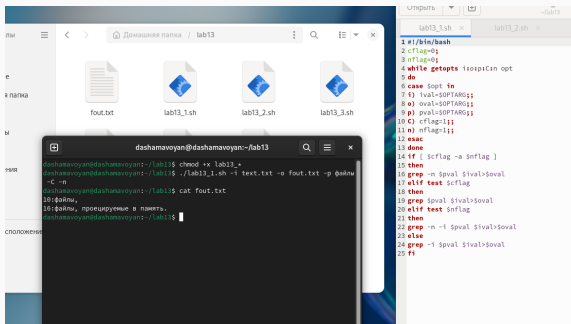 Открыть
~/lab13
lab13_1.sh ×
lab13_2.sh ×
Домашняя папка / lab13
fout.txt
lab13_1.sh
lab13_2.sh
lab13_3.sh
я папка
ния
сположени
dashamavoyan@dashamavoyan:~/lab13
dashamavoyan@dashamavoyan:~/lab13$ chmod +x lab13_*
dashamavoyan@dashamavoyan:~/lab13$ ./lab13_1.sh -i text.txt -o fout.txt -p файлы
-C -n
dashamavoyan@dashamavoyan:~/lab13$ cat fout.txt
10:файлы,
16:файлы, проецируемые в память.
dashamavoyan@dashamavoyan:~/lab13$
1 #!/bin/bash
2 cflag=0;
3 nflag=0;
4 while getopts i:o:p:C:n opt
5 do
6 case $opt in
7 i) ival=$OPTARG;;
8 o) oval=$OPTARG;;
9 p) pval=$OPTARG;;
10 C) cflag=1;;
11 n) nflag=1;;
12 esac
13 done
14 if [ $cflag -a $nflag ]
15 then
16 grep -n $pval $ival>$oval
17 elif test $cflag
18 then
19 grep $pval $ival>$oval
20 elif test $nflag
21 then
22 grep -n -i $pval $ival>$oval
23 else
24 grep -i $pval $ival>$oval
25 fi